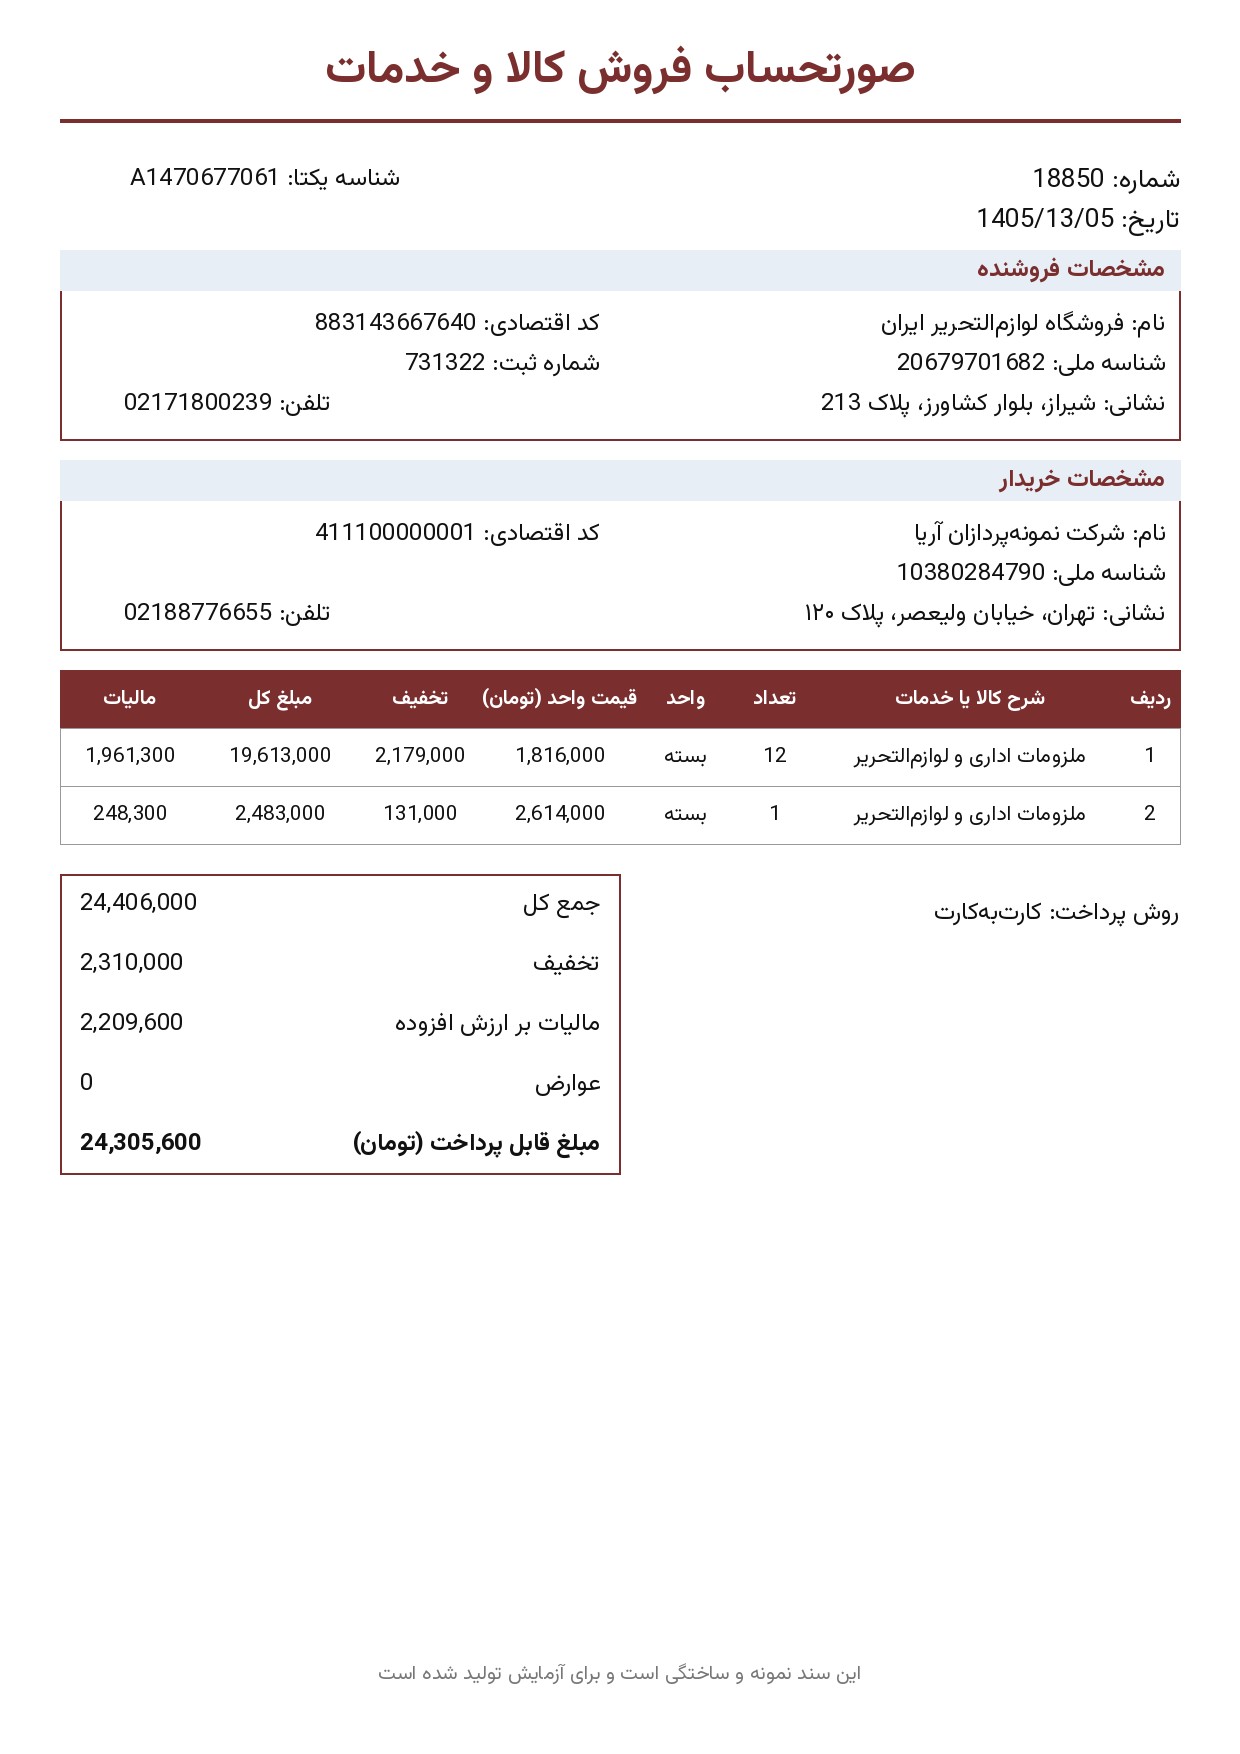 صورتحساب فروش کالا و خدمات
شماره: 18850
شناسه یکتا: A1470677061
تاریخ: 1405/13/05
مشخصات فروشنده
نام: فروشگاه لوازم‌التحریر ایران
کد اقتصادی: 883143667640
شناسه ملی: 20679701682
شماره ثبت: 731322
نشانی: شیراز، بلوار کشاورز، پلاک 213
تلفن: 02171800239
مشخصات خریدار
نام: شرکت نمونه‌پردازان آریا
کد اقتصادی: 411100000001
شناسه ملی: 10380284790
نشانی: تهران، خیابان ولیعصر، پلاک ۱۲۰
تلفن: 02188776655
ردیف شرح کالا یا خدمات تعداد واحد قیمت واحد (تومان) تخفیف مبلغ کل مالیات
1 ملزومات اداری و لوازم‌التحریر 12 بسته 1,816,000 2,179,000 19,613,000 1,961,300
2 ملزومات اداری و لوازم‌التحریر 1 بسته 2,614,000 131,000 2,483,000 248,300
روش پرداخت: کارت‌به‌کارت
جمع کل 24,406,000
تخفیف 2,310,000
مالیات بر ارزش افزوده 2,209,600
عوارض 0
مبلغ قابل پرداخت (تومان) 24,305,600
این سند نمونه و ساختگی است و برای آزمایش تولید شده است